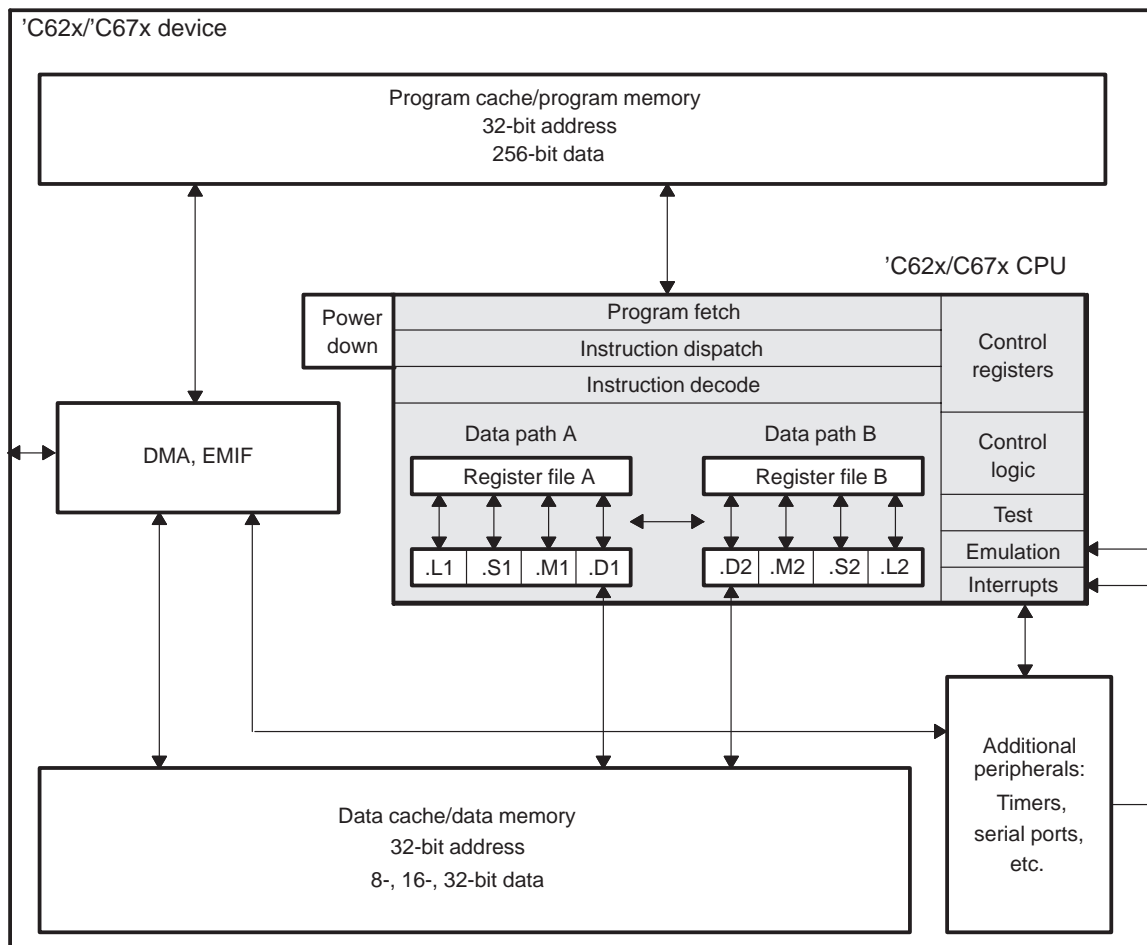 'C62x/'C67x device
Program cache/program memory
32-bit address
256-bit data
'C62x/C67x CPU
Power
down
Program fetch
Instruction dispatch
Instruction decode
Control
registers
DMA, EMIF
Data path A
Data path B
Register file A
Register file B
Control
logic
Test
Emulation
Interrupts
.L1 .S1 .M1 .D1
.D2 .M2 .S2 .L2
Data cache/data memory
32-bit address
8-, 16-, 32-bit data
Additional
peripherals:
Timers,
serial ports,
etc.